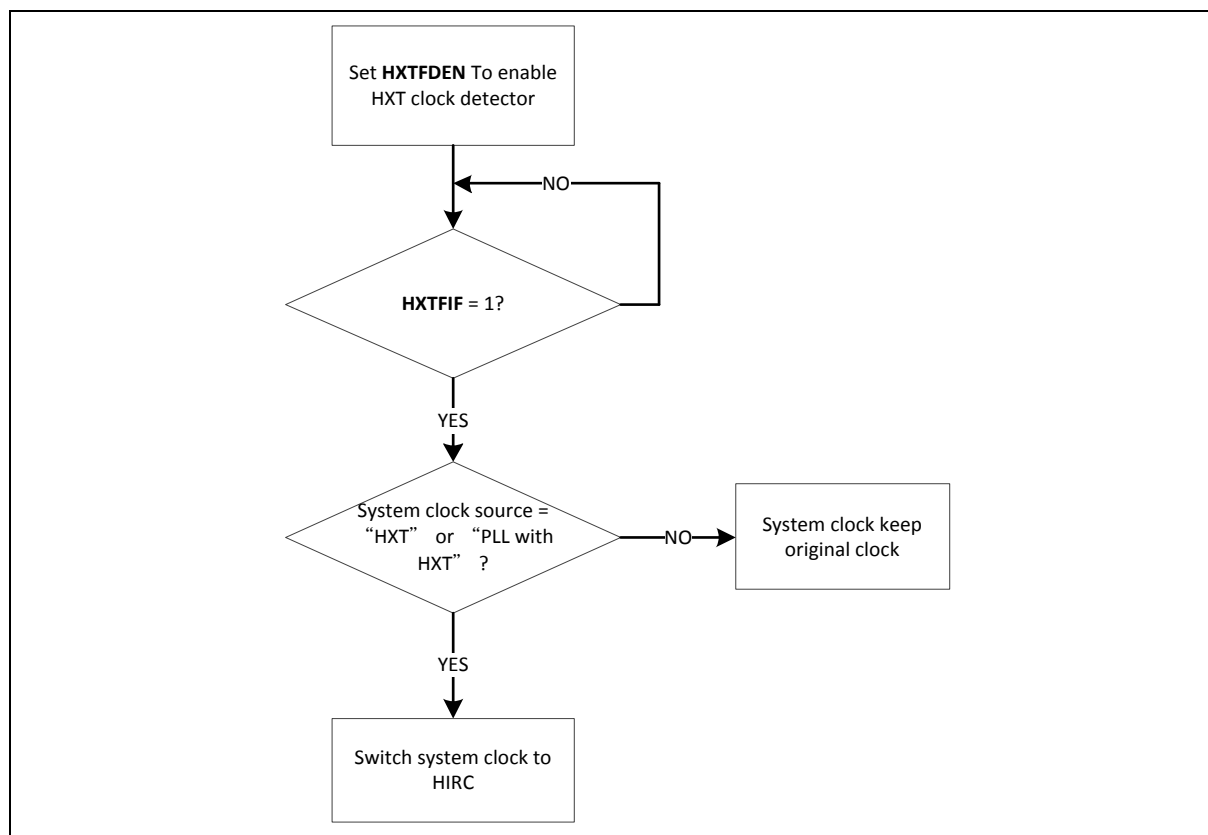 Set HXTFDEN To enable
HXT clock detector
NO
HXTFIF = 1?
YES
System clock source =
“HXT” or “PLL with
HXT” ?
NO
System clock keep
original clock
YES
Switch system clock to
HIRC